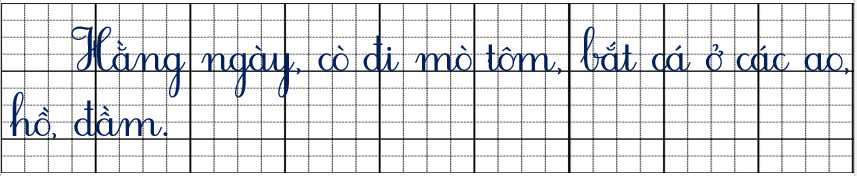 Hằng ngày, cò đi mò tôm, bắt cá ở các ao,
hồ, đầm.